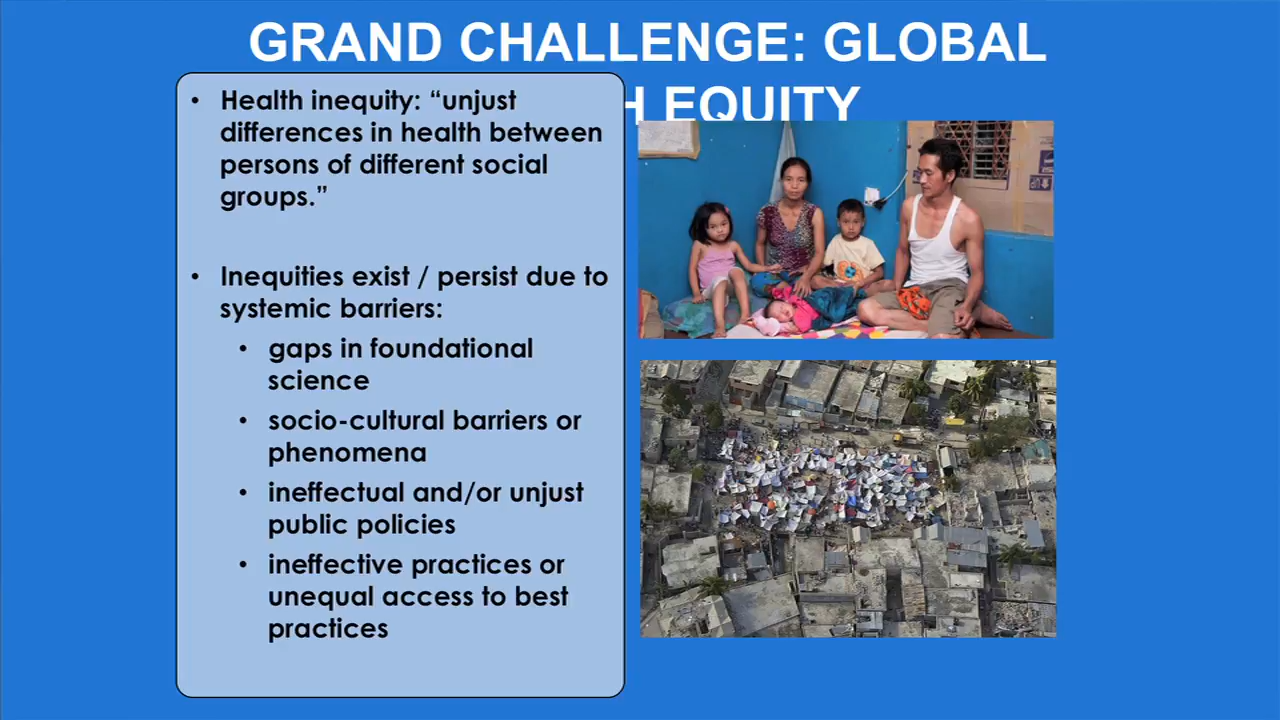 GRAND CHALLENGE: GLOBAL
H EQUITY
• Health inequity: “unjust
differences in health between
persons of different social
groups.”
• Inequities exist / persist due to
systemic barriers:
• gaps in foundational
science
• socio-cultural barriers or
phenomena
• ineffectual and/or unjust
public policies
• ineffective practices or
unequal access to best
practices